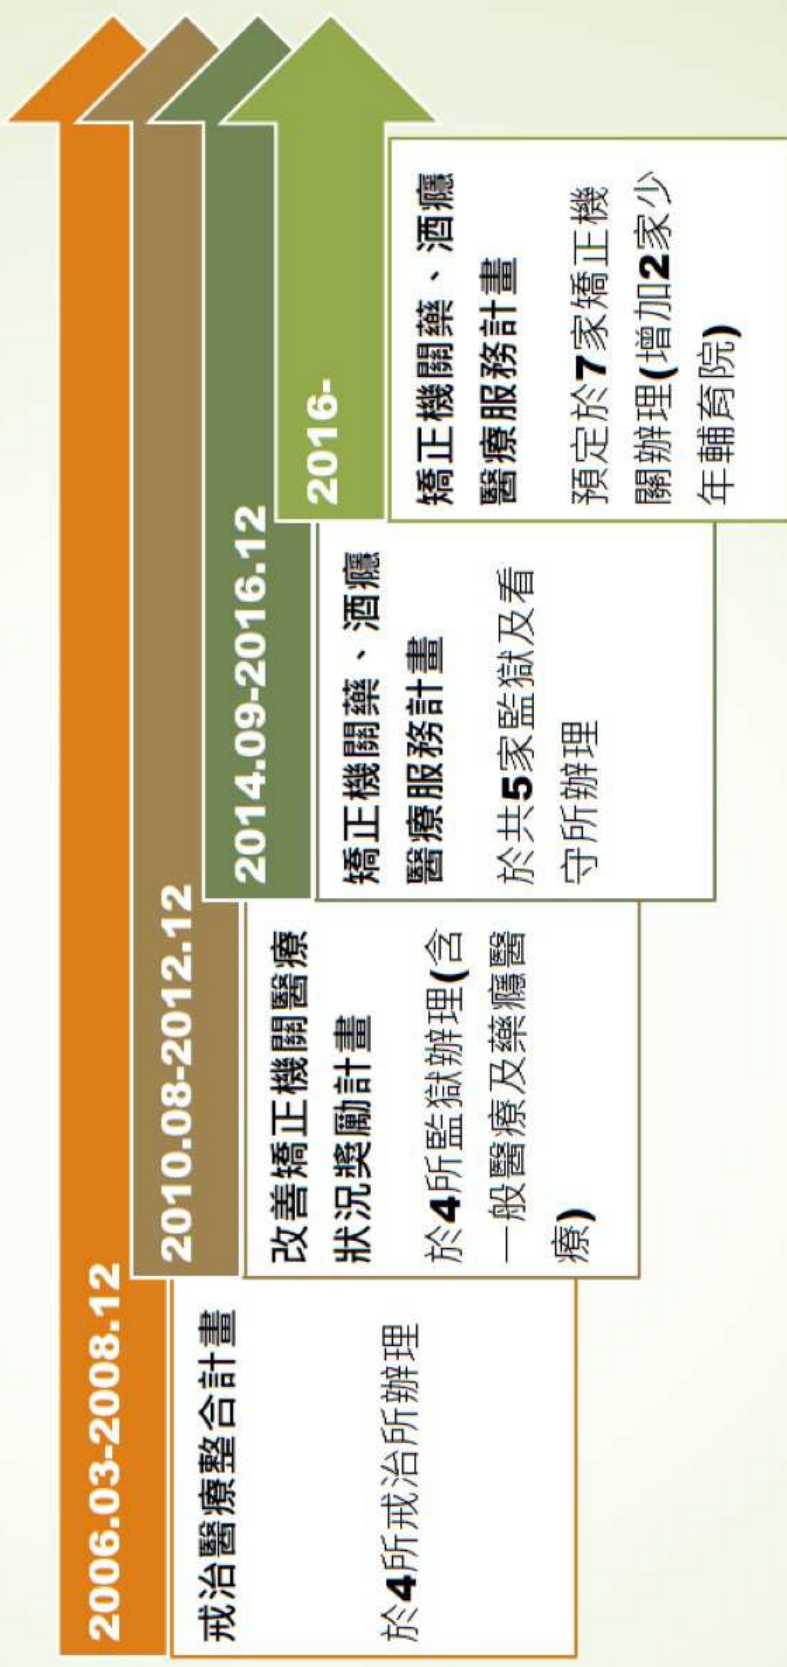 2006.03-2008.12
戒治醫療整合計畫
於4所戒治所辦理
2010.08-2012.12
改善矯正機關醫療
狀況獎勵計畫
於4所監獄辦理(含
一般醫療及藥癮醫
療)
2014.09-2016.12
矯正機關藥、酒癮
醫療服務計畫
於共5家監獄及看
守所辦理
2016-
矯正機關藥、酒癮
醫療服務計畫
預定於7家矯正機
關辦理(增加2家少
年輔育院)